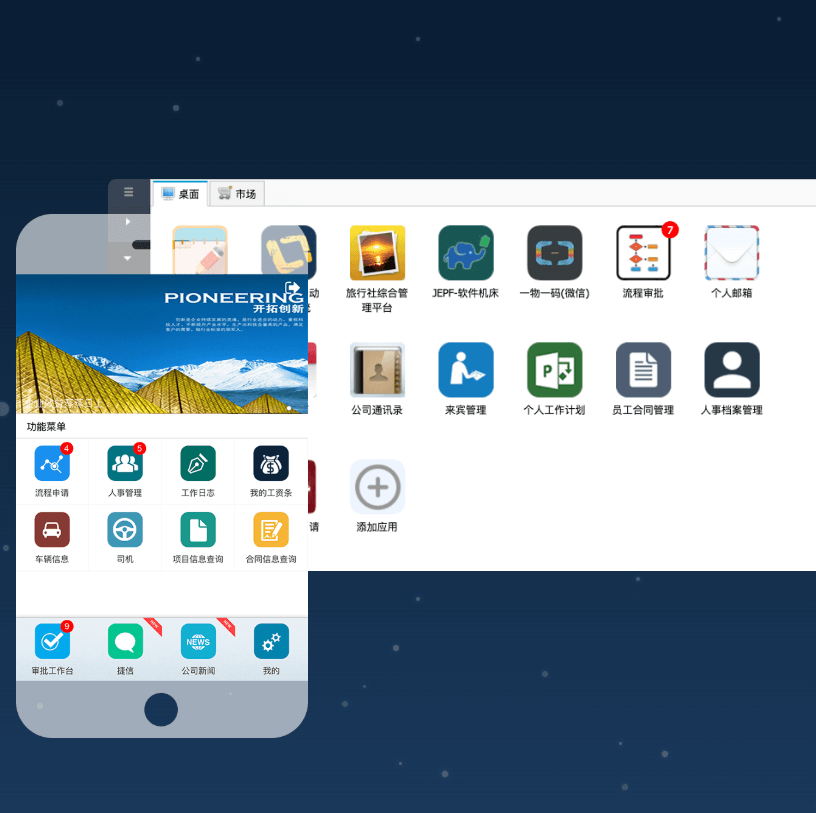 桌面
市场
7
动
旅行社综合管
理平台
JEPF-软件机床
一物一码(微信)
流程审批
个人邮箱
公司通讯录
来宾管理
P
个人工作计划
员工合同管理
人事档案管理
请
添加应用
PIONEERING
开拓创新
功能菜单
4
5
流程申请
人事管理
工作日志
我的工资条
车辆信息
司机
项目信息查询
合同信息查询
9
NEW
NEWS
NEW
审批工作台
捷信
公司新闻
我的